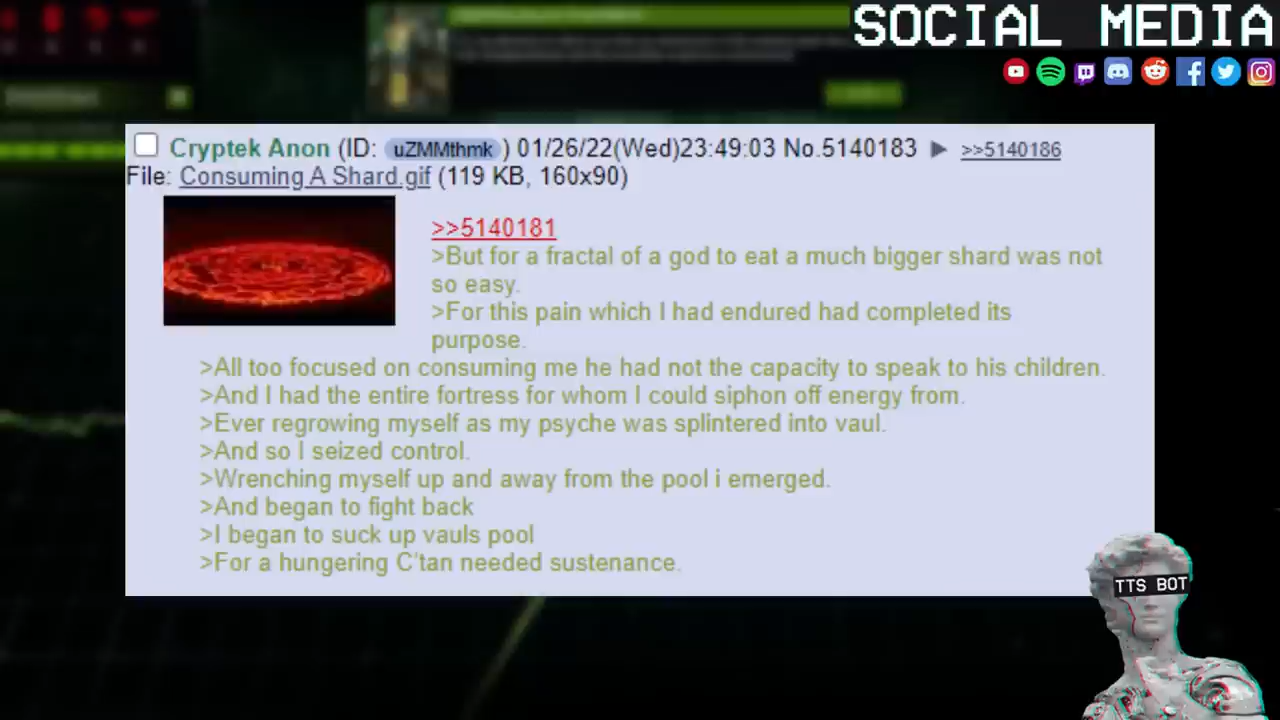 SOCIAL MEDIA
Cryptek Anon (ID: uZMMthmk ) 01/26/22(Wed)23:49:03 No.5140183 ▶ >>5140186
File: Consuming A Shard.gif (119 KB, 160x90)
>>5140181
>But for a fractal of a god to eat a much bigger shard was not
so easy.
>For this pain which I had endured had completed its
purpose.
>All too focused on consuming me he had not the capacity to speak to his children.
>And I had the entire fortress for whom I could siphon off energy from.
>Ever regrowing myself as my psyche was splintered into vaul.
>And so I seized control.
>Wrenching myself up and away from the pool i emerged.
>And began to fight back
>I began to suck up vauls pool
>For a hungering C'tan needed sustenance.
TTS BOT